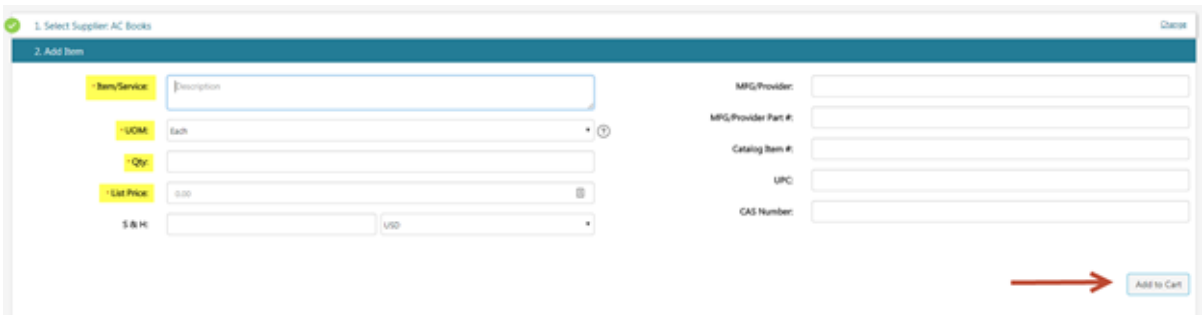 1. Select Supplier: AC Books
Change
2. Add Item
* Item/Service:
Description
* UOM:
Each
* Qty:
* List Price:
0.00
S & H:
USD
MFG/Provider:
MFG/Provider Part #:
Catalog Item #:
UPC:
CAS Number:
Add to Cart